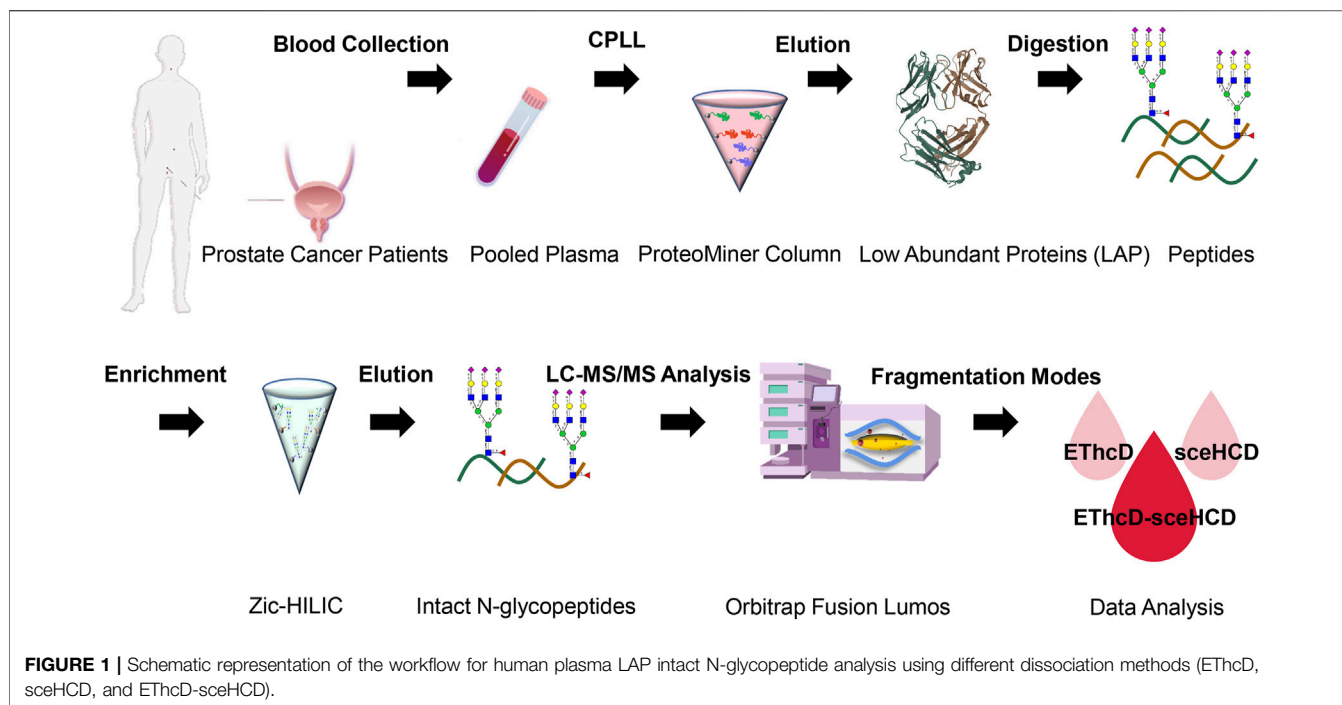 Blood Collection
CPLL
Elution
Digestion
Prostate Cancer Patients
Pooled Plasma
ProteoMiner Column
Low Abundant Proteins (LAP)
Peptides
Enrichment
Elution
LC-MS/MS Analysis
Fragmentation Modes
EThcD
sceHCD
EThcD-sceHCD
Zic-HILIC
Intact N-glycopeptides
Orbitrap Fusion Lumos
Data Analysis
FIGURE 1 | Schematic representation of the workflow for human plasma LAP intact N-glycopeptide analysis using different dissociation methods (EThcD,
sceHCD, and EThcD-sceHCD).